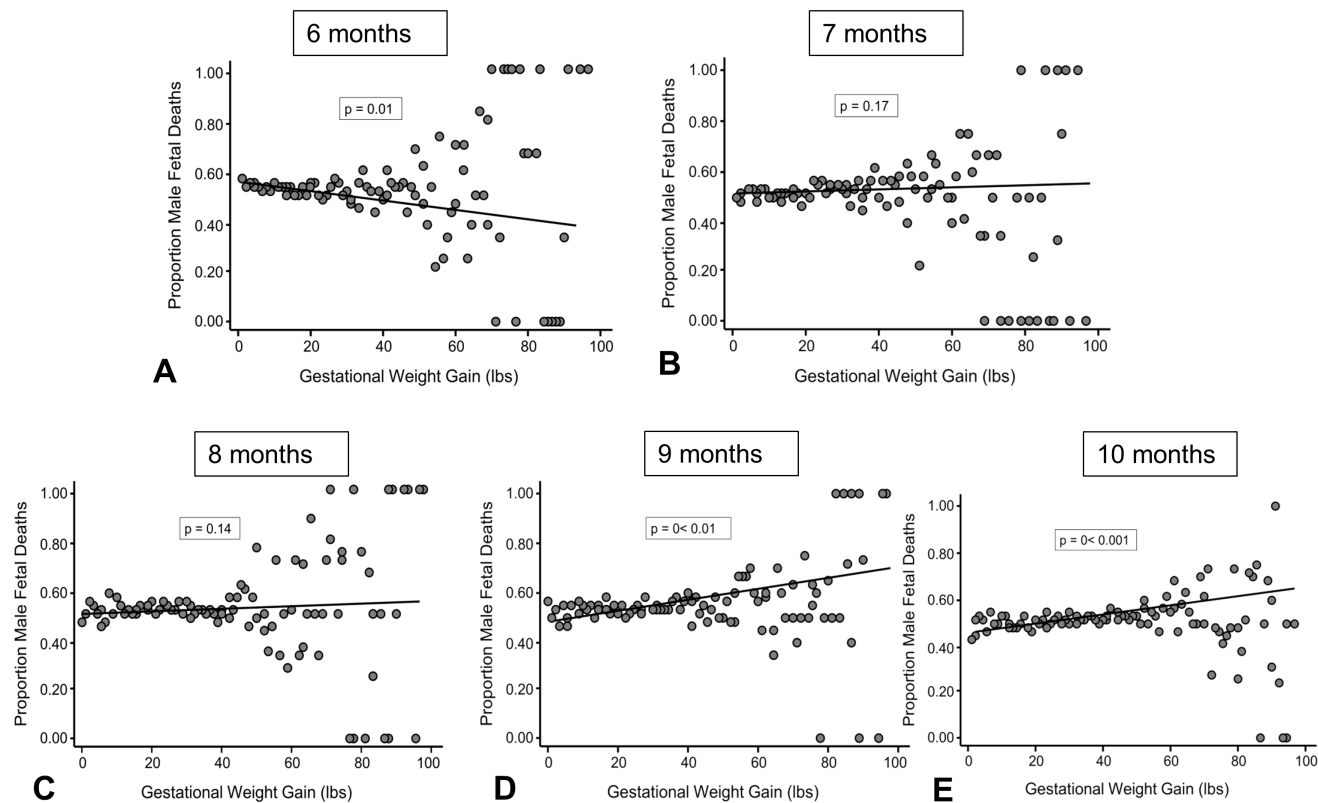 6 months
Proportion Male Fetal Deaths
1.00
0.80
0.60
0.40
0.20
0.00
p = 0.01
0 20 40 60 80 100
Gestational Weight Gain (lbs)
A
7 months
Proportion Male Fetal Deaths
1.00
0.80
0.60
0.40
0.20
0.00
p = 0.17
0 20 40 60 80 100
Gestational Weight Gain (lbs)
B
8 months
Proportion Male Fetal Deaths
1.00
0.80
0.60
0.40
0.20
0.00
p = 0.14
0 20 40 60 80 100
Gestational Weight Gain (lbs)
C
9 months
Proportion Male Fetal Deaths
1.00
0.80
0.60
0.40
0.20
0.00
p = 0< 0.01
0 20 40 60 80 100
Gestational Weight Gain (lbs)
D
10 months
Proportion Male Fetal Deaths
1.00
0.80
0.60
0.40
0.20
0.00
p = 0< 0.001
0 20 40 60 80 100
Gestational Weight Gain (lbs)
E